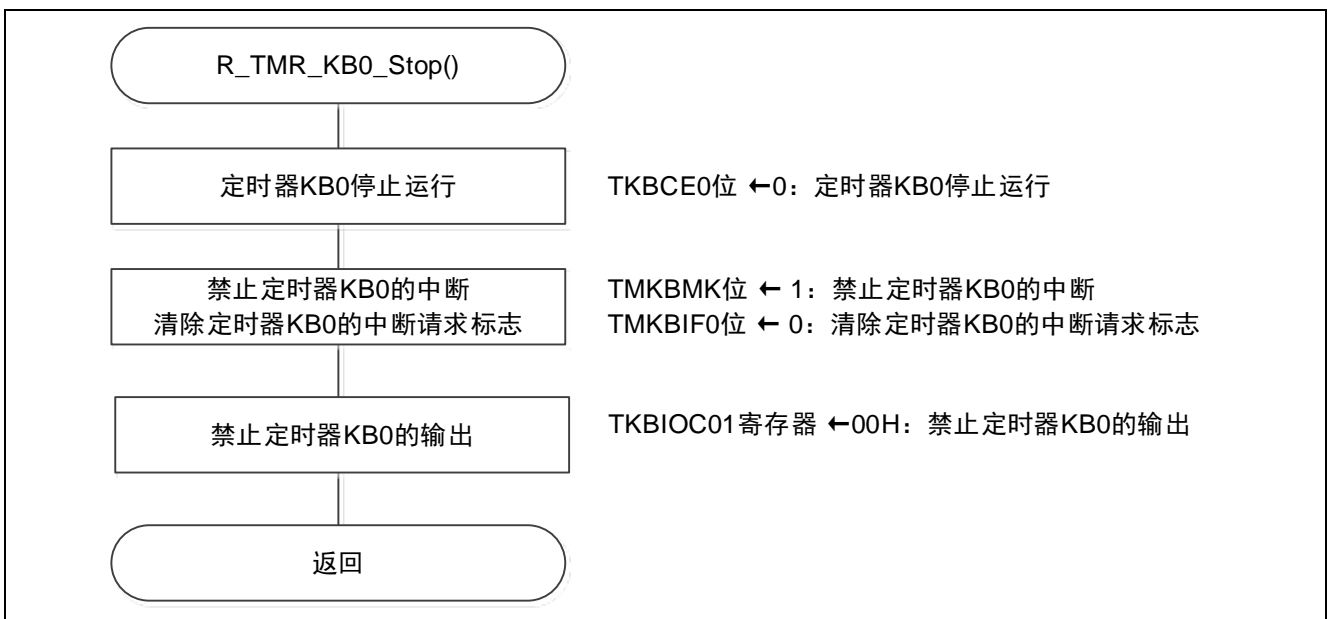 R_TMR_KB0_Stop()
定时器KB0停止运行
TKBCE0位 ←0：定时器KB0停止运行
禁止定时器KB0的中断
清除定时器KB0的中断请求标志
TMKBMK位 ← 1：禁止定时器KB0的中断
TMKBIF0位 ← 0：清除定时器KB0的中断请求标志
禁止定时器KB0的输出
TKBIOC01寄存器 ←00H：禁止定时器KB0的输出
返回